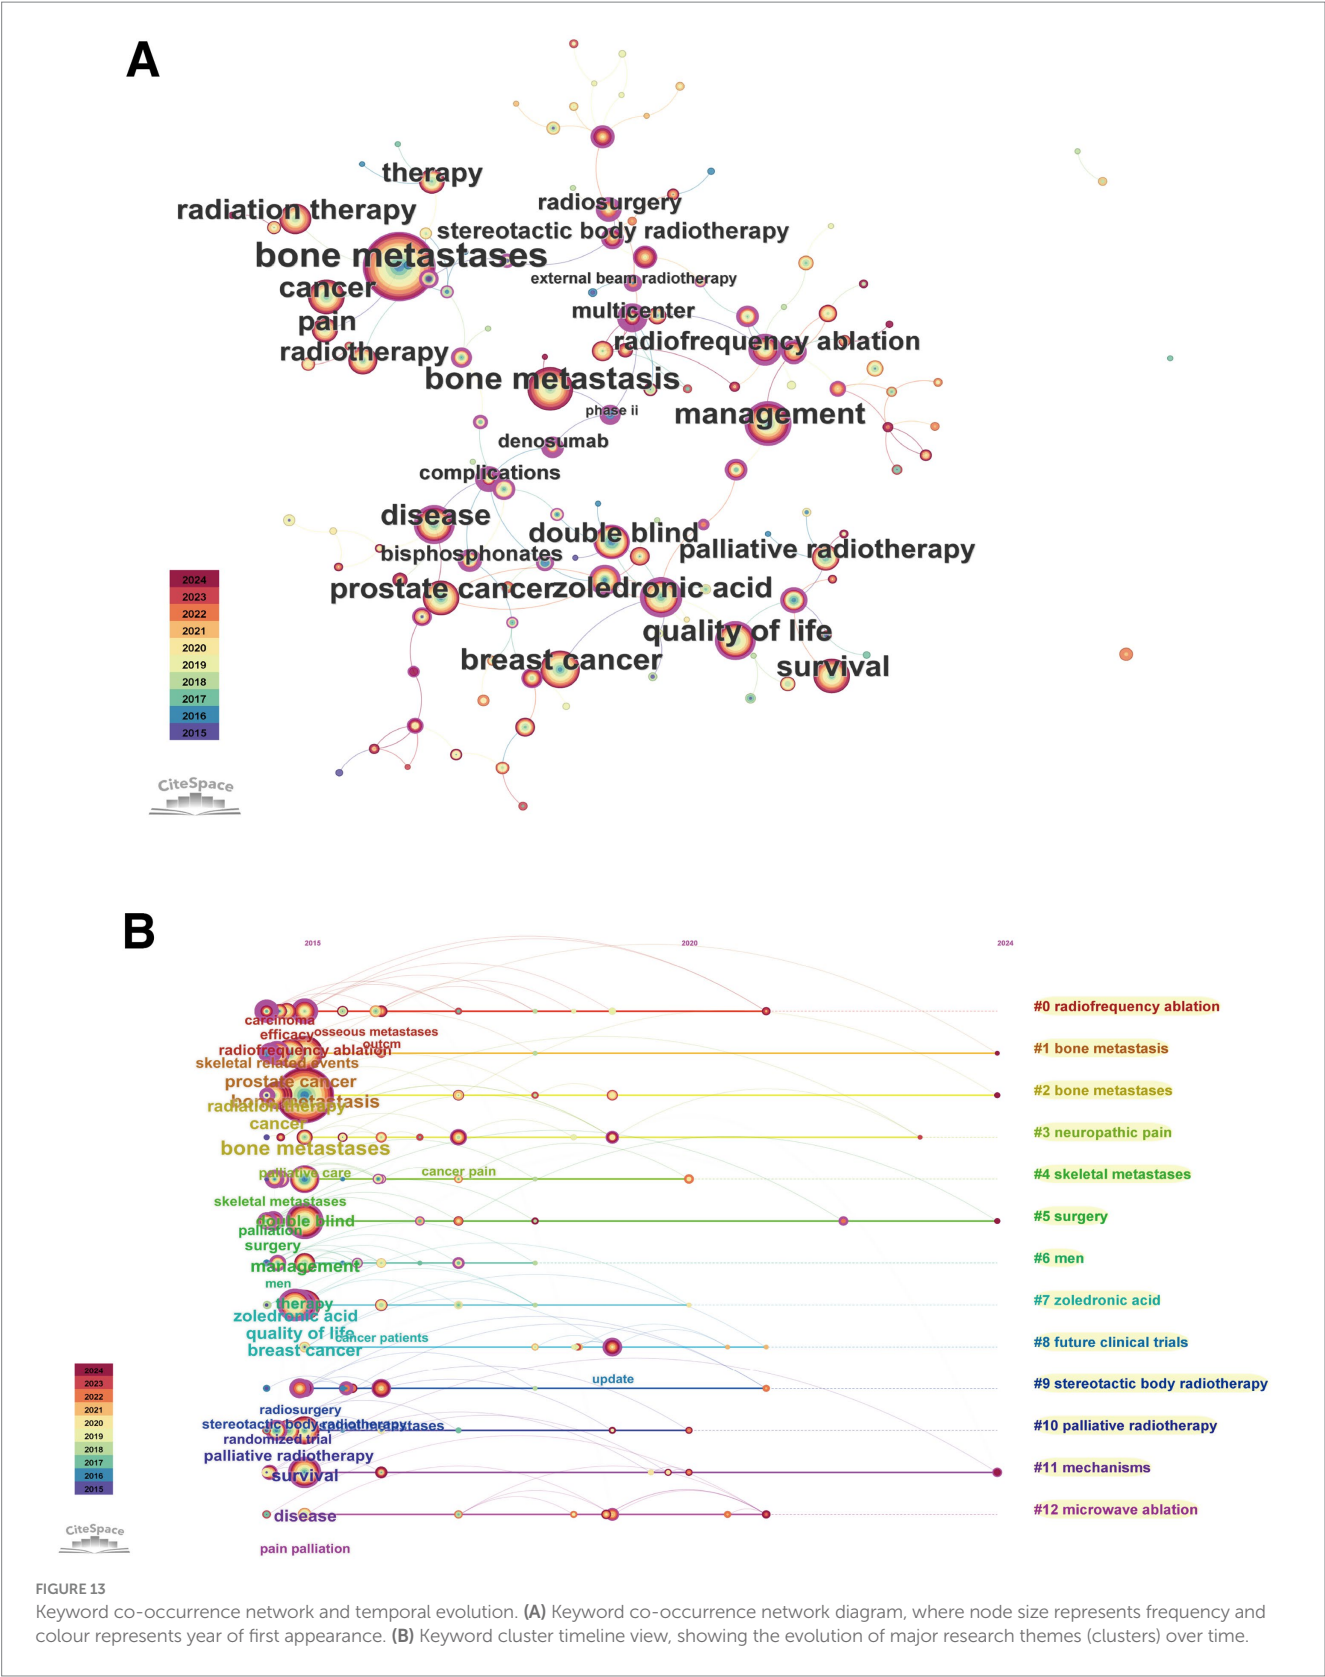 A
therapy
radiation therapy
radiosurgery
stereotactic body radiotherapy
bone metastases
external beam radiotherapy
cancer
multicenter
pain
radiofrequency ablation
radiotherapy
bone metastasis
phase ii
management
denosumab
complications
disease
double blind
bisphosphonates
palliative radiotherapy
prostate cancer
zoledronic acid
quality of life
breast cancer
survival
2024
2023
2022
2021
2020
2019
2018
2017
2016
2015
CiteSpace
B
2015 2020 2024
#0 radiofrequency ablation
carcinoma
efficacy
osseous metastases
outcm
radiofrequency ablation
#1 bone metastasis
skeletal related events
prostate cancer
#2 bone metastases
bone metastasis
radiation therapy
cancer
#3 neuropathic pain
bone metastases
palliative care
cancer pain
#4 skeletal metastases
skeletal metastases
double blind
#5 surgery
palliation
surgery
#6 men
management
men
#7 zoledronic acid
therapy
zoledronic acid
quality of life
cancer patients
#8 future clinical trials
breast cancer
update
#9 stereotactic body radiotherapy
radiosurgery
stereotactic body radiotherapy
metastases
#10 palliative radiotherapy
randomized trial
palliative radiotherapy
#11 mechanisms
survival
#12 microwave ablation
disease
pain palliation
2024
2023
2022
2021
2020
2019
2018
2017
2016
2015
CiteSpace
FIGURE 13
Keyword co-occurrence network and temporal evolution. (A) Keyword co-occurrence network diagram, where node size represents frequency and
colour represents year of first appearance. (B) Keyword cluster timeline view, showing the evolution of major research themes (clusters) over time.